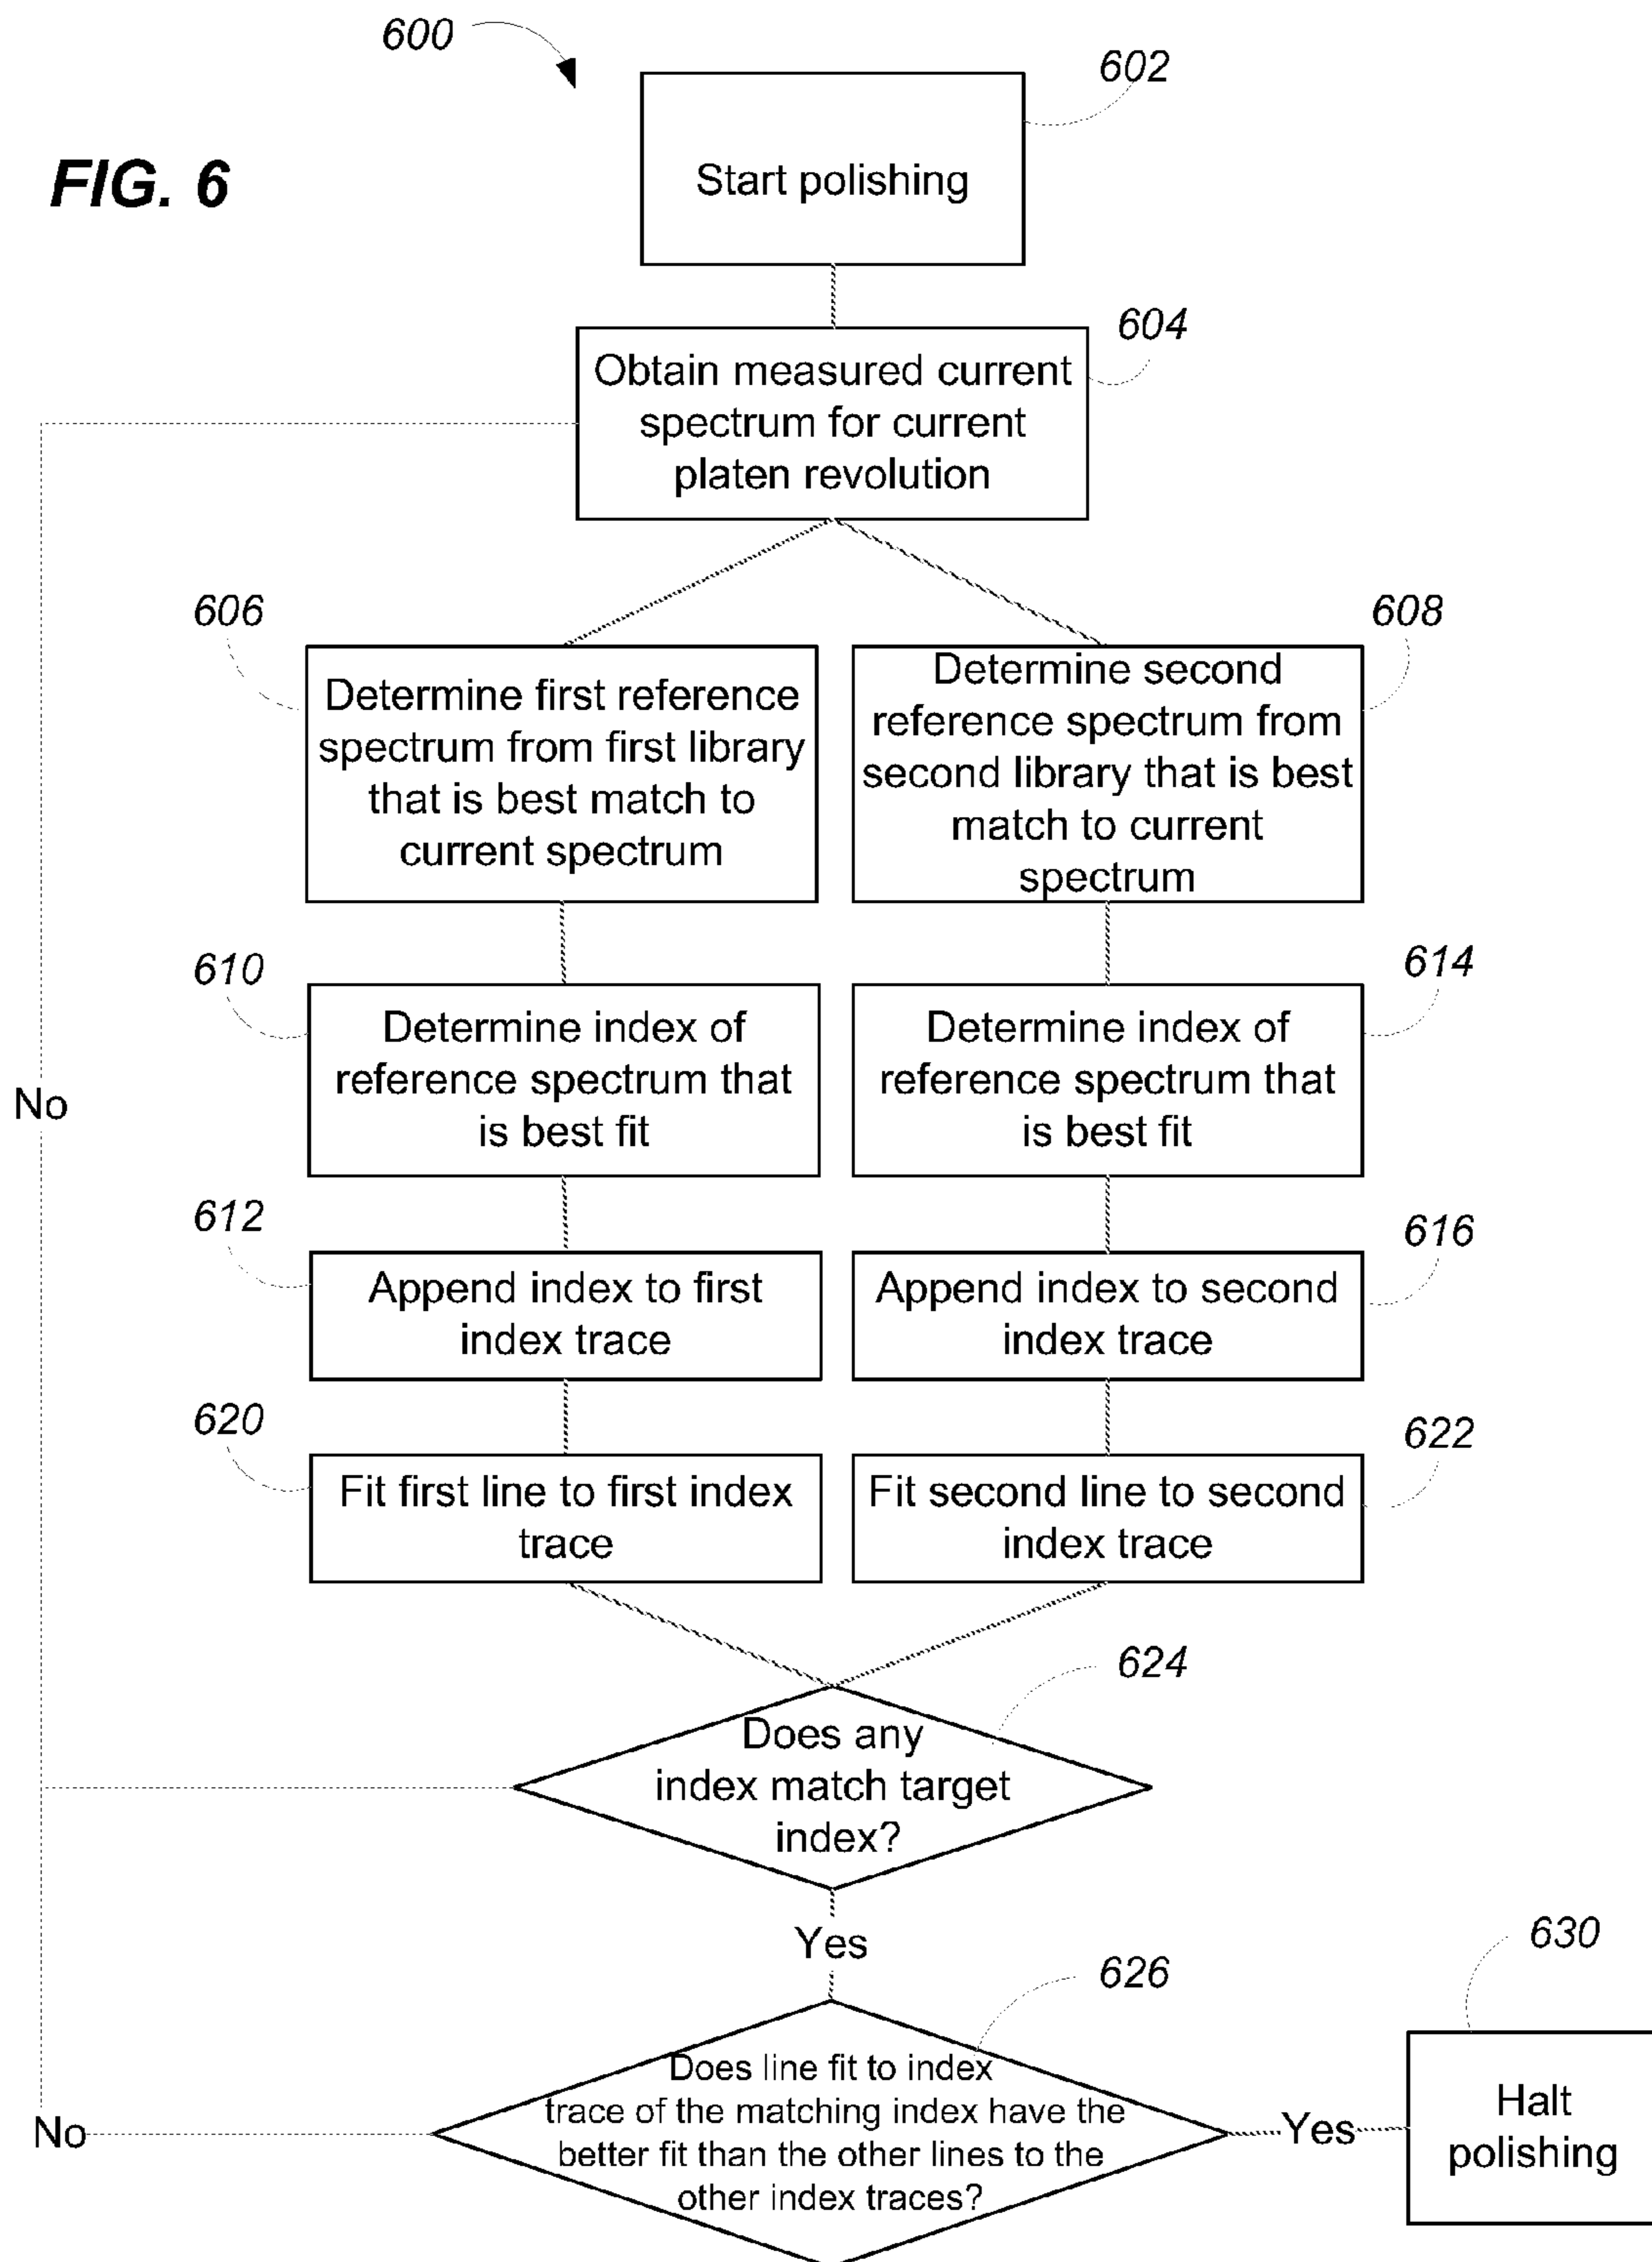 600
602
FIG. 6
Start polishing
604
Obtain measured current
spectrum for current
platen revolution
606
608
Determine first reference
spectrum from first library
that is best match to
current spectrum
Determine second
reference spectrum from
second library that is best
match to current
spectrum
610
614
Determine index of
reference spectrum that
is best fit
Determine index of
reference spectrum that
is best fit
No
612
616
Append index to first
index trace
Append index to second
index trace
620
622
Fit first line to first index
trace
Fit second line to second
index trace
624
Does any
index match target
index?
Yes
626
630
Does line fit to index
trace of the matching index have the
better fit than the other lines to the
other index traces?
No
Yes
Halt
polishing